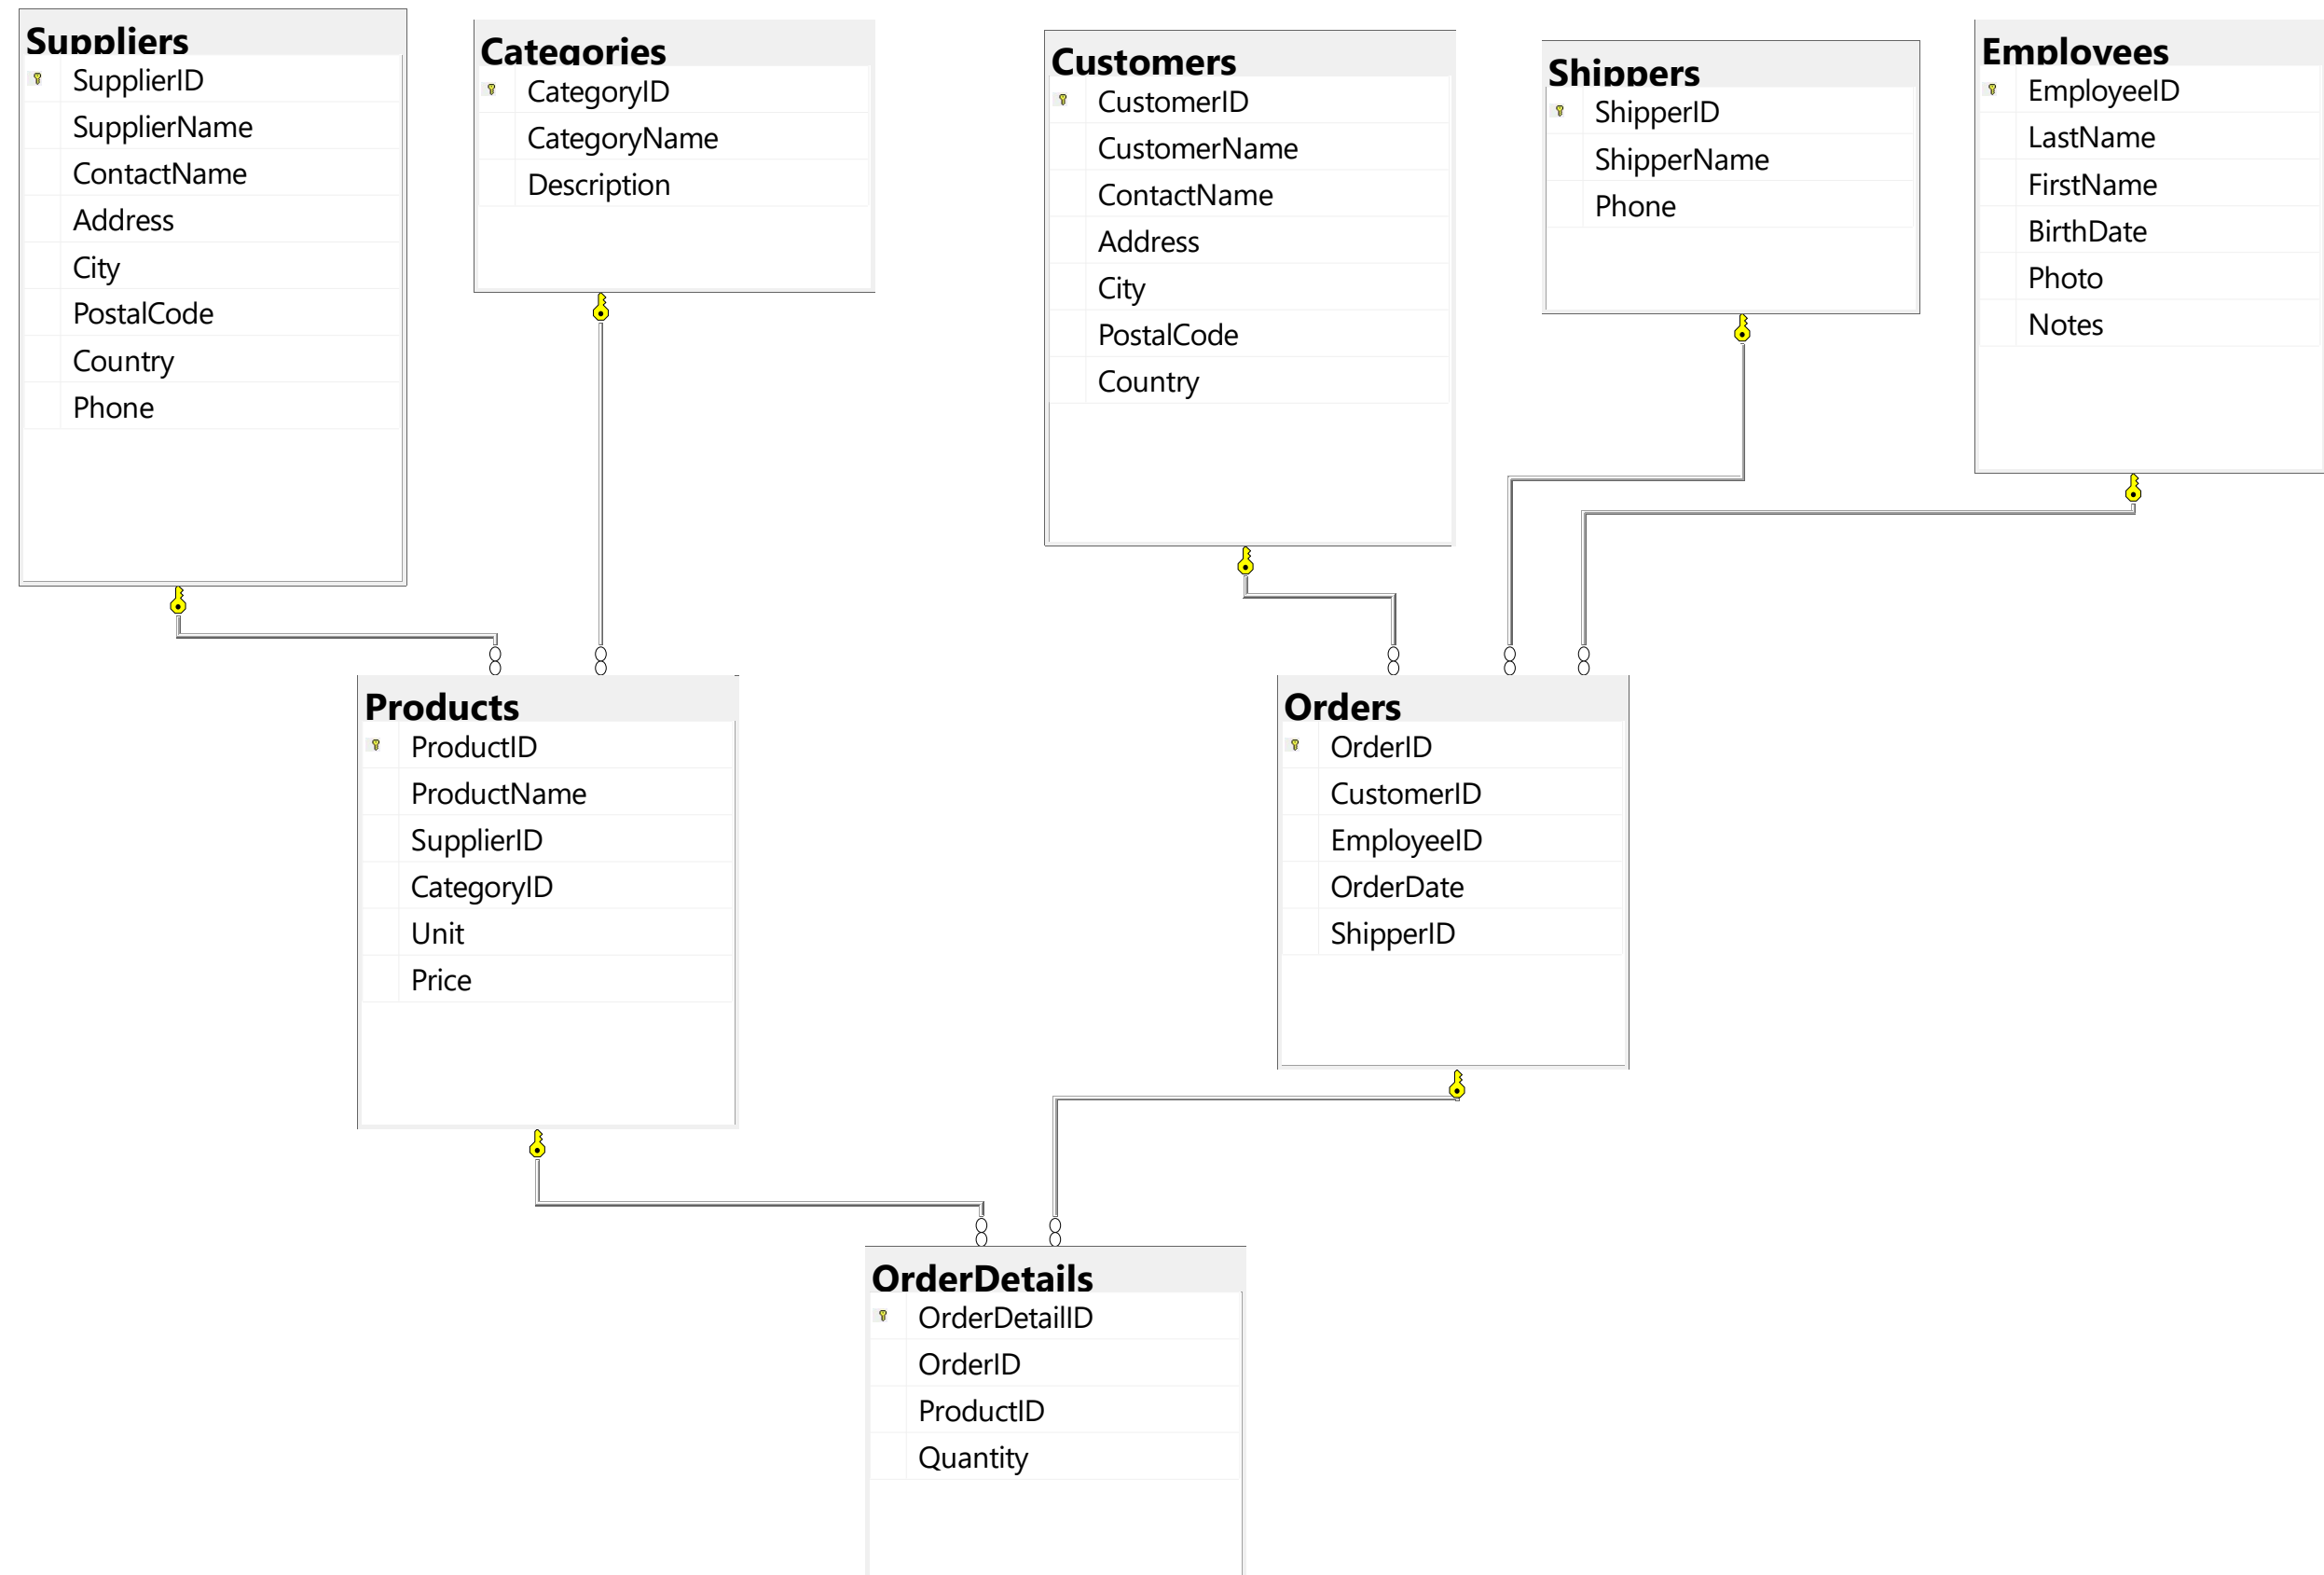 Suppliers
SupplierID
SupplierName
ContactName
Address
City
PostalCode
Country
Phone
Categories
CategoryID
CategoryName
Description
Customers
CustomerID
CustomerName
ContactName
Address
City
PostalCode
Country
Shippers
ShipperID
ShipperName
Phone
Employees
EmployeeID
LastName
FirstName
BirthDate
Photo
Notes
Products
ProductID
ProductName
SupplierID
CategoryID
Unit
Price
Orders
OrderID
CustomerID
EmployeeID
OrderDate
ShipperID
OrderDetails
OrderDetailID
OrderID
ProductID
Quantity